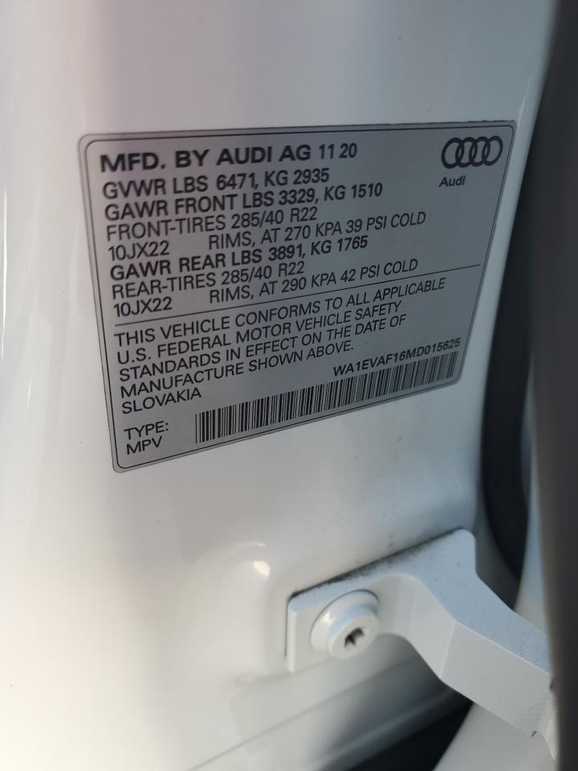 MFD. BY AUDI AG 11 20
GVWR LBS 6471, KG 2935
GAWR FRONT LBS 3329, KG 1510
FRONT-TIRES 285/40 R22
10JX22 RIMS, AT 270 KPA 39 PSI COLD
GAWR REAR LBS 3891, KG 1765
REAR-TIRES 285/40 R22
10JX22 RIMS, AT 290 KPA 42 PSI COLD
Audi
THIS VEHICLE CONFORMS TO ALL APPLICABLE
U.S. FEDERAL MOTOR VEHICLE SAFETY
STANDARDS IN EFFECT ON THE DATE OF
MANUFACTURE SHOWN ABOVE.
SLOVAKIA
WA1EVAF16MD015625
TYPE:
MPV